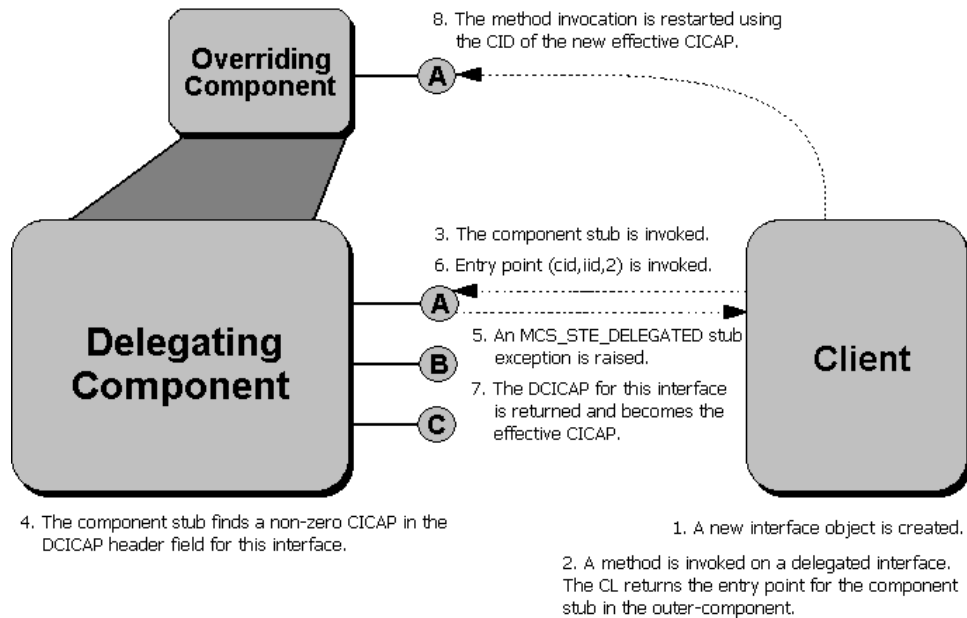 8. The method invocation is restarted using
the CID of the new effective CICAP.
Overriding
Component
A
3. The component stub is invoked.
6. Entry point (cid,iid,2) is invoked.
A
Delegating
Component
5. An MCS_STE_DELEGATED stub
exception is raised.
B
Client
7. The DCICAP for this interface
is returned and becomes the
effective CICAP.
C
4. The component stub finds a non-zero CICAP in the
DCICAP header field for this interface.
1. A new interface object is created.
2. A method is invoked on a delegated interface.
The CL returns the entry point for the component
stub in the outer-component.